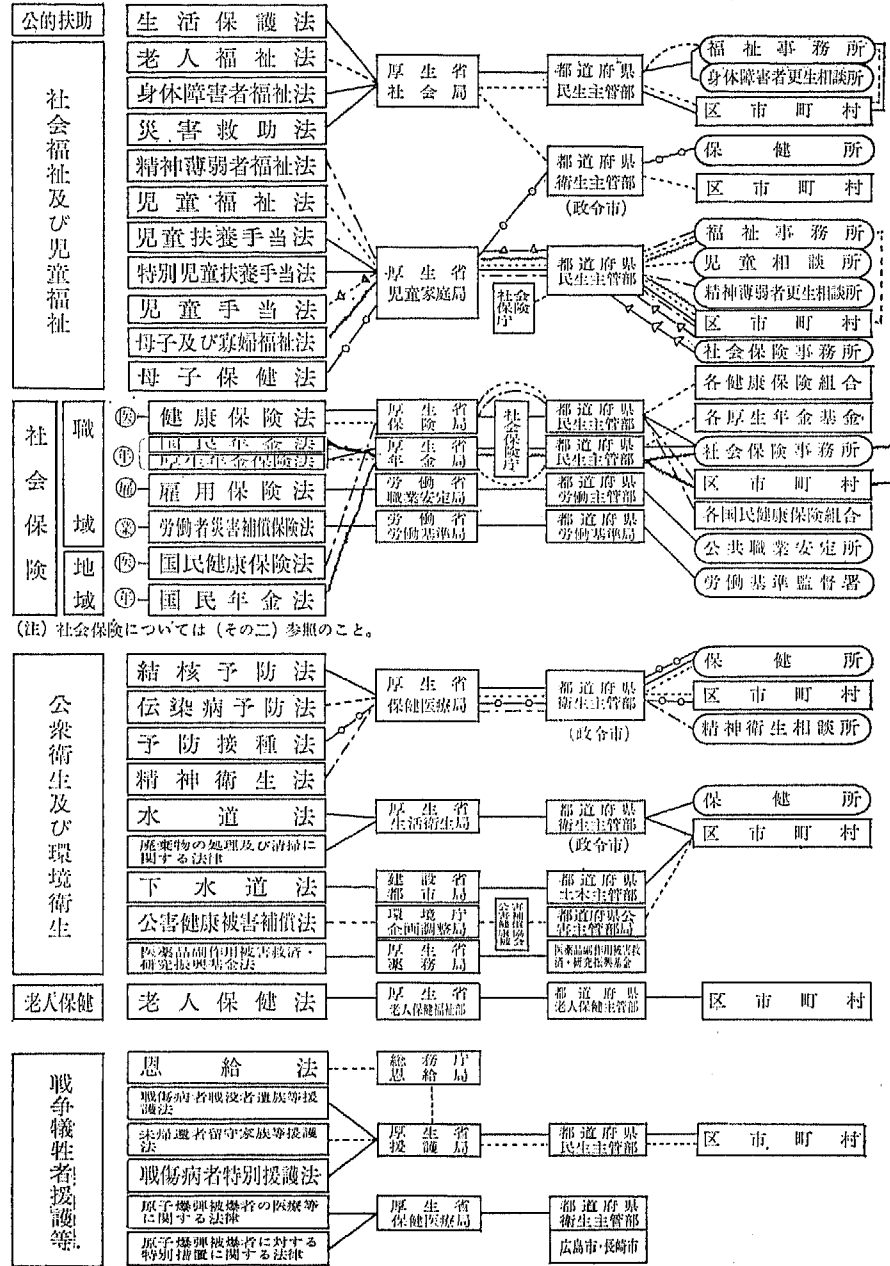 公的扶助
生活保護法
社会福祉及び児童福祉
老人福祉法
身体障害者福祉法
災害救助法
精神薄弱者福祉法
児童福祉法
児童扶養手当法
特別児童扶養手当法
児童手当法
母子及び寡婦福祉法
母子保健法
厚生省
社会局
厚生省
児童家庭局
都道府県
民生主管部
都道府県
衛生主管部
(政令市)
都道府県
民生主管部
社会保険庁
福祉事務所
身体障害者更生相談所
区市町村
保健所
区市町村
福祉事務所
児童相談所
精神薄弱者更生相談所
区市町村
社会保険事務所
社会保険
職域
地域
医 健康保険法
年 国民年金法
厚生年金保険法
雇 雇用保険法
業 労働者災害補償保険法
医 国民健康保険法
年 国民年金法
厚生省
保険局
厚生省
年金局
労働省
職業安定局
労働省
労働基準局
社会保険庁
都道府県
民生主管部
都道府県
民生主管部
都道府県
労働主管部
都道府県
労働基準局
各健康保険組合
各厚生年金基金
社会保険事務所
区市町村
各国民健康保険組合
公共職業安定所
労働基準監督署
(注) 社会保険については (その二) 参照のこと。
公衆衛生及び環境衛生
結核予防法
伝染病予防法
予防接種法
精神衛生法
水道法
廃棄物の処理及び清掃に
関する法律
下水道法
公害健康被害補償法
医薬品副作用被害救済・
研究振興基金法
厚生省
保健医療局
厚生省
生活衛生局
建設省
都市局
環境庁
企画調整局
厚生省
薬務局
公害健康被害補償協会
都道府県
衛生主管部
(政令市)
都道府県
衛生主管部
(政令市)
都道府県
土木主管部
都道府県公
害主管部局
医薬品副作用被害救
済・研究振興基金
保健所
区市町村
精神衛生相談所
保健所
区市町村
老人保健
老人保健法
厚生省
老人保健福祉部
都道府県
老人保健主管部
区市町村
戦争犠牲者援護等
恩給法
戦傷病者戦没者遺族等援
護法
未帰還者留守家族等援護
法
戦傷病者特別援護法
原子爆弾被爆者の医療等
に関する法律
原子爆弾被爆者に対する
特別措置に関する法律
総務庁
恩給局
厚生省
援護局
厚生省
保健医療局
都道府県
民生主管部
都道府県
衛生主管部
広島市・長崎市
区市町村